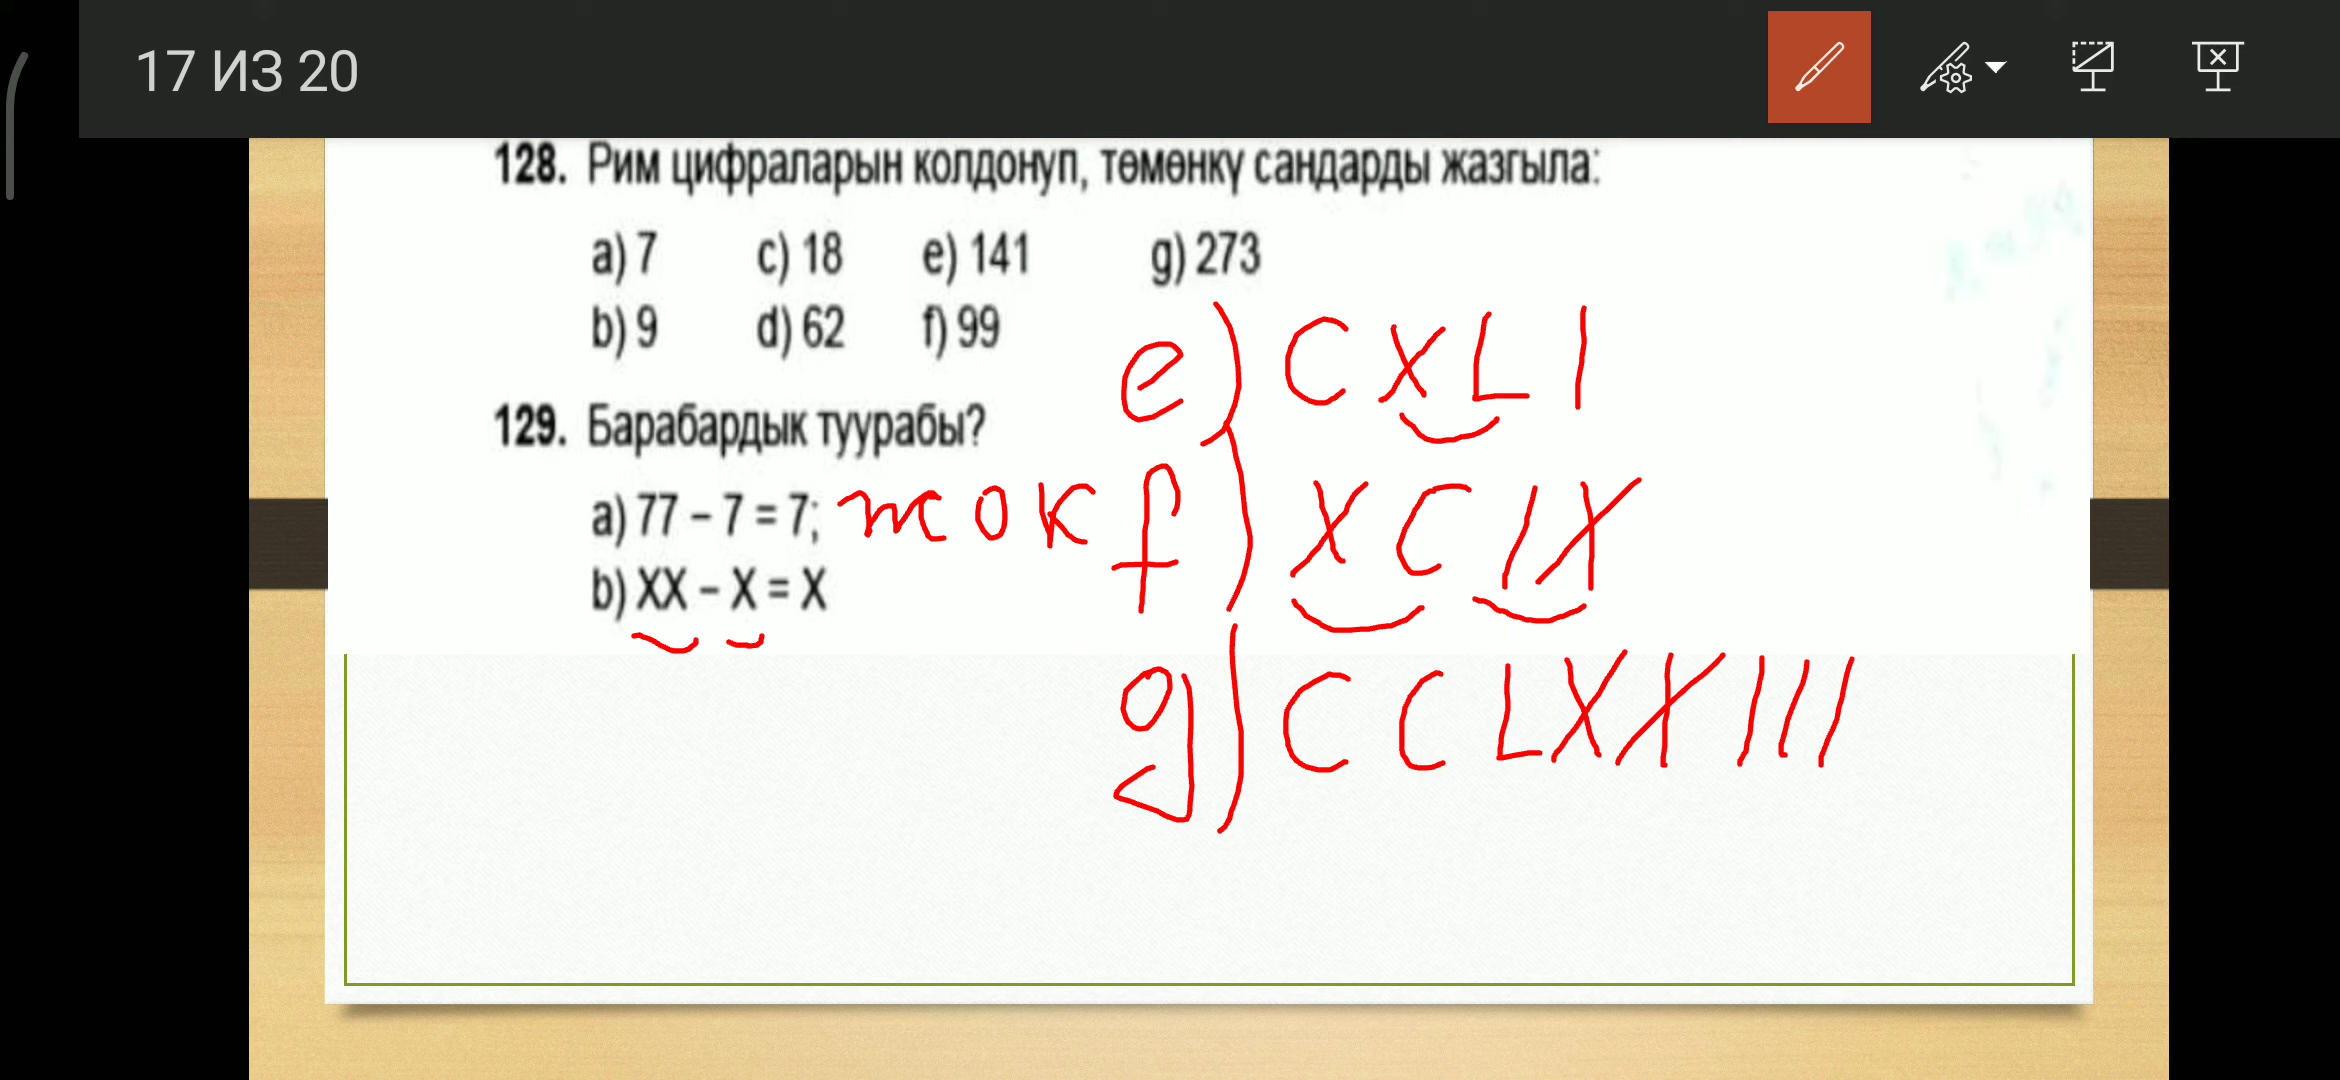 17 ИЗ 20
128. Рим цифраларын колдонуп, төмөнкү сандарды жазгыла:
a) 7 c) 18 e) 141 g) 273
b) 9 d) 62 f) 99
e) CXLI
129. Барабардык туурабы?
a) 77 – 7 = 7; жок
f) XCIX
b) XX – X = X
g) CCLXXIII